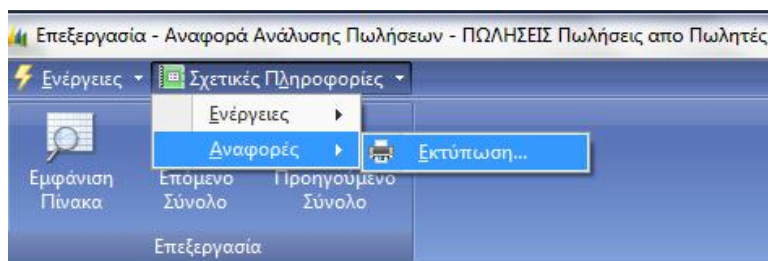 Επεξεργασία - Αναφορά Ανάλυσης Πωλήσεων - ΠΩΛΗΣΕΙΣ Πωλήσεις απο Πωλητές
Ενέργειες Σχετικές Πληροφορίες
Ενέργειες
Αναφορές Εκτύπωση...
Εμφάνιση Πίνακα Επόμενο Σύνολο Προηγούμενο Σύνολο
Επεξεργασία